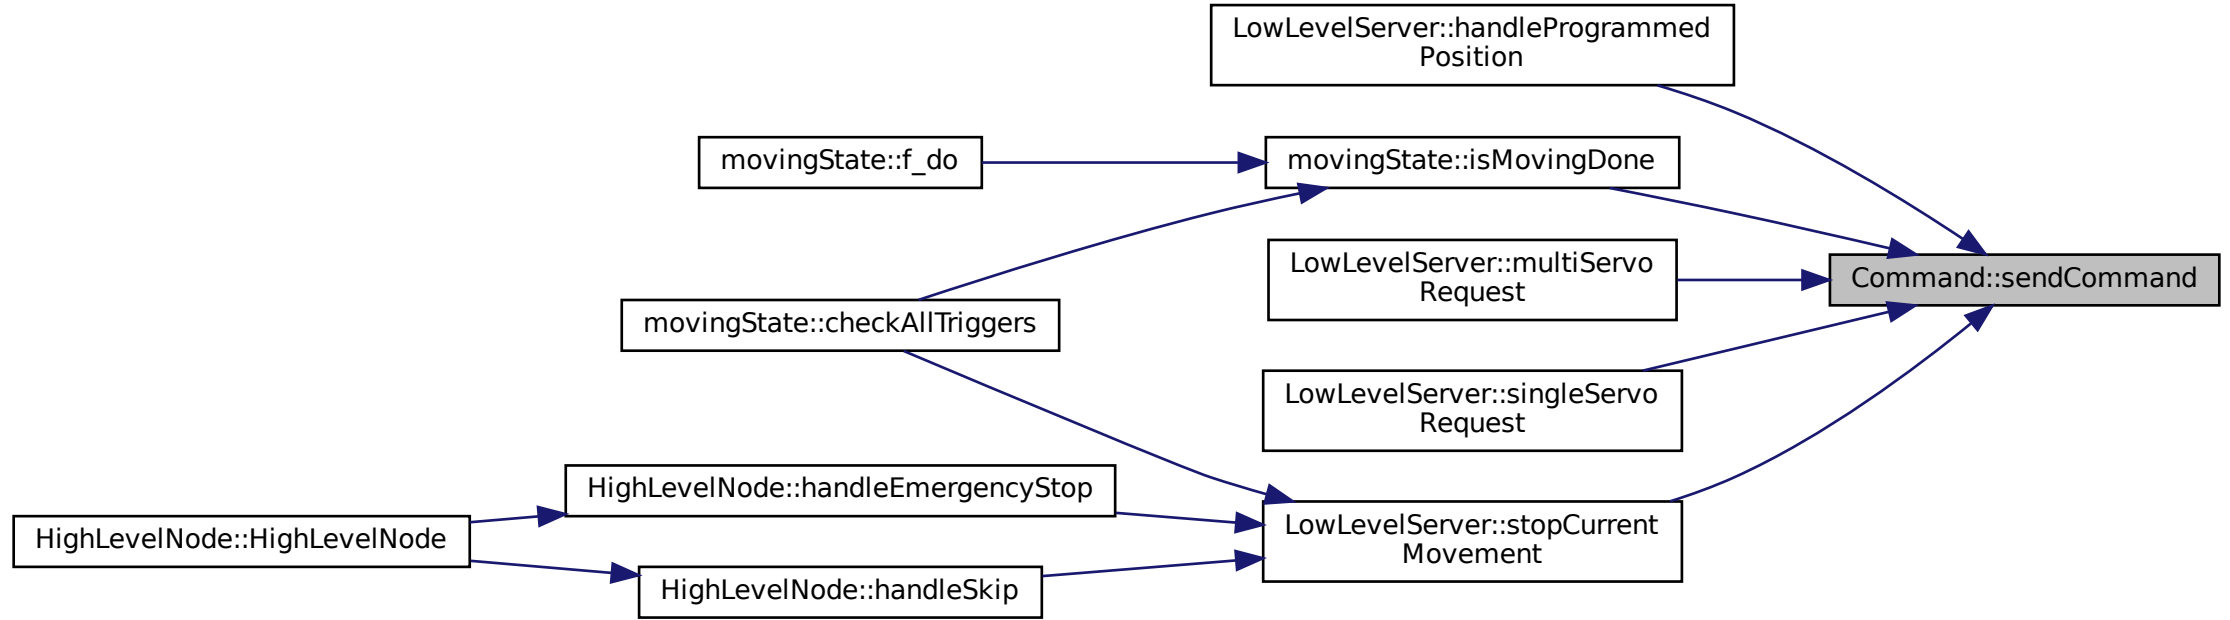 LowLevelServer::handleProgrammed
Position
movingState::f_do
movingState::isMovingDone
LowLevelServer::multiServo
Request
Command::sendCommand
movingState::checkAllTriggers
LowLevelServer::singleServo
Request
HighLevelNode::handleEmergencyStop
LowLevelServer::stopCurrent
Movement
HighLevelNode::HighLevelNode
HighLevelNode::handleSkip